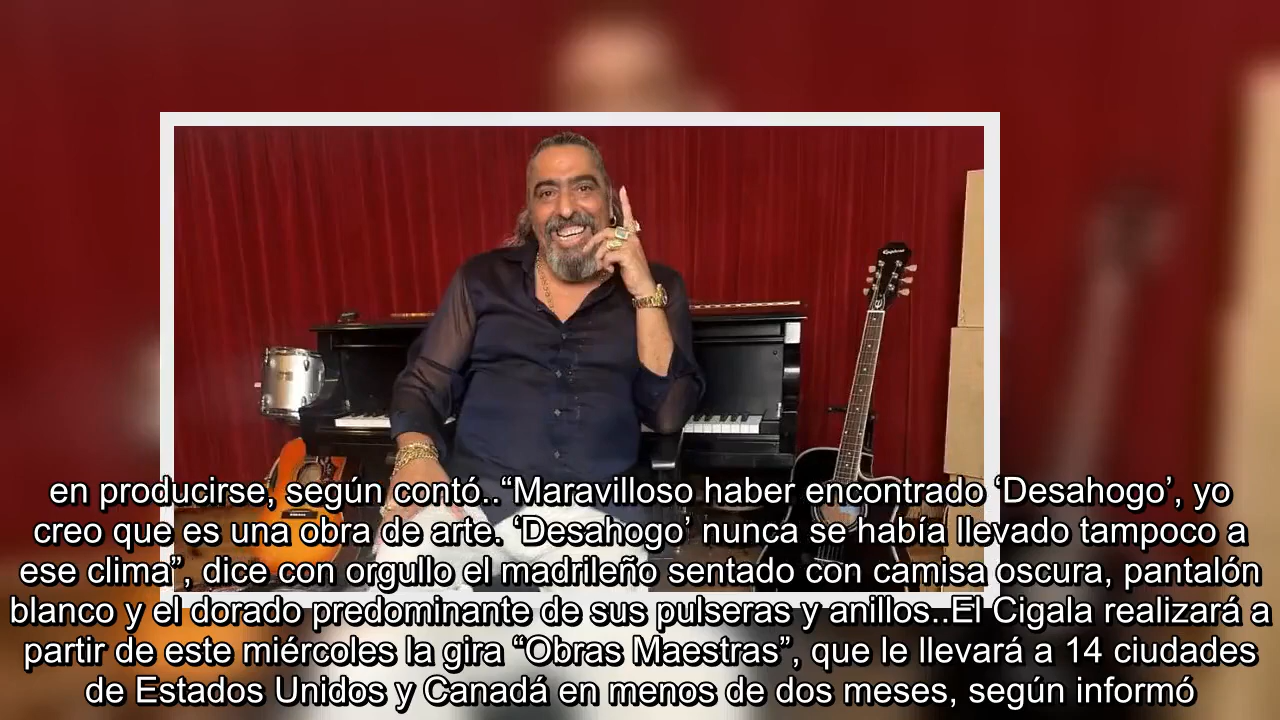 Epiphone
en producirse, según contó..“Maravilloso haber encontrado ‘Desahogo’, yo
creo que es una obra de arte. ‘Desahogo’ nunca se había llevado tampoco a
ese clima”, dice con orgullo el madrileño sentado con camisa oscura, pantalón
blanco y el dorado predominante de sus pulseras y anillos..El Cigala realizará a
partir de este miércoles la gira “Obras Maestras”, que le llevará a 14 ciudades
de Estados Unidos y Canadá en menos de dos meses, según informó